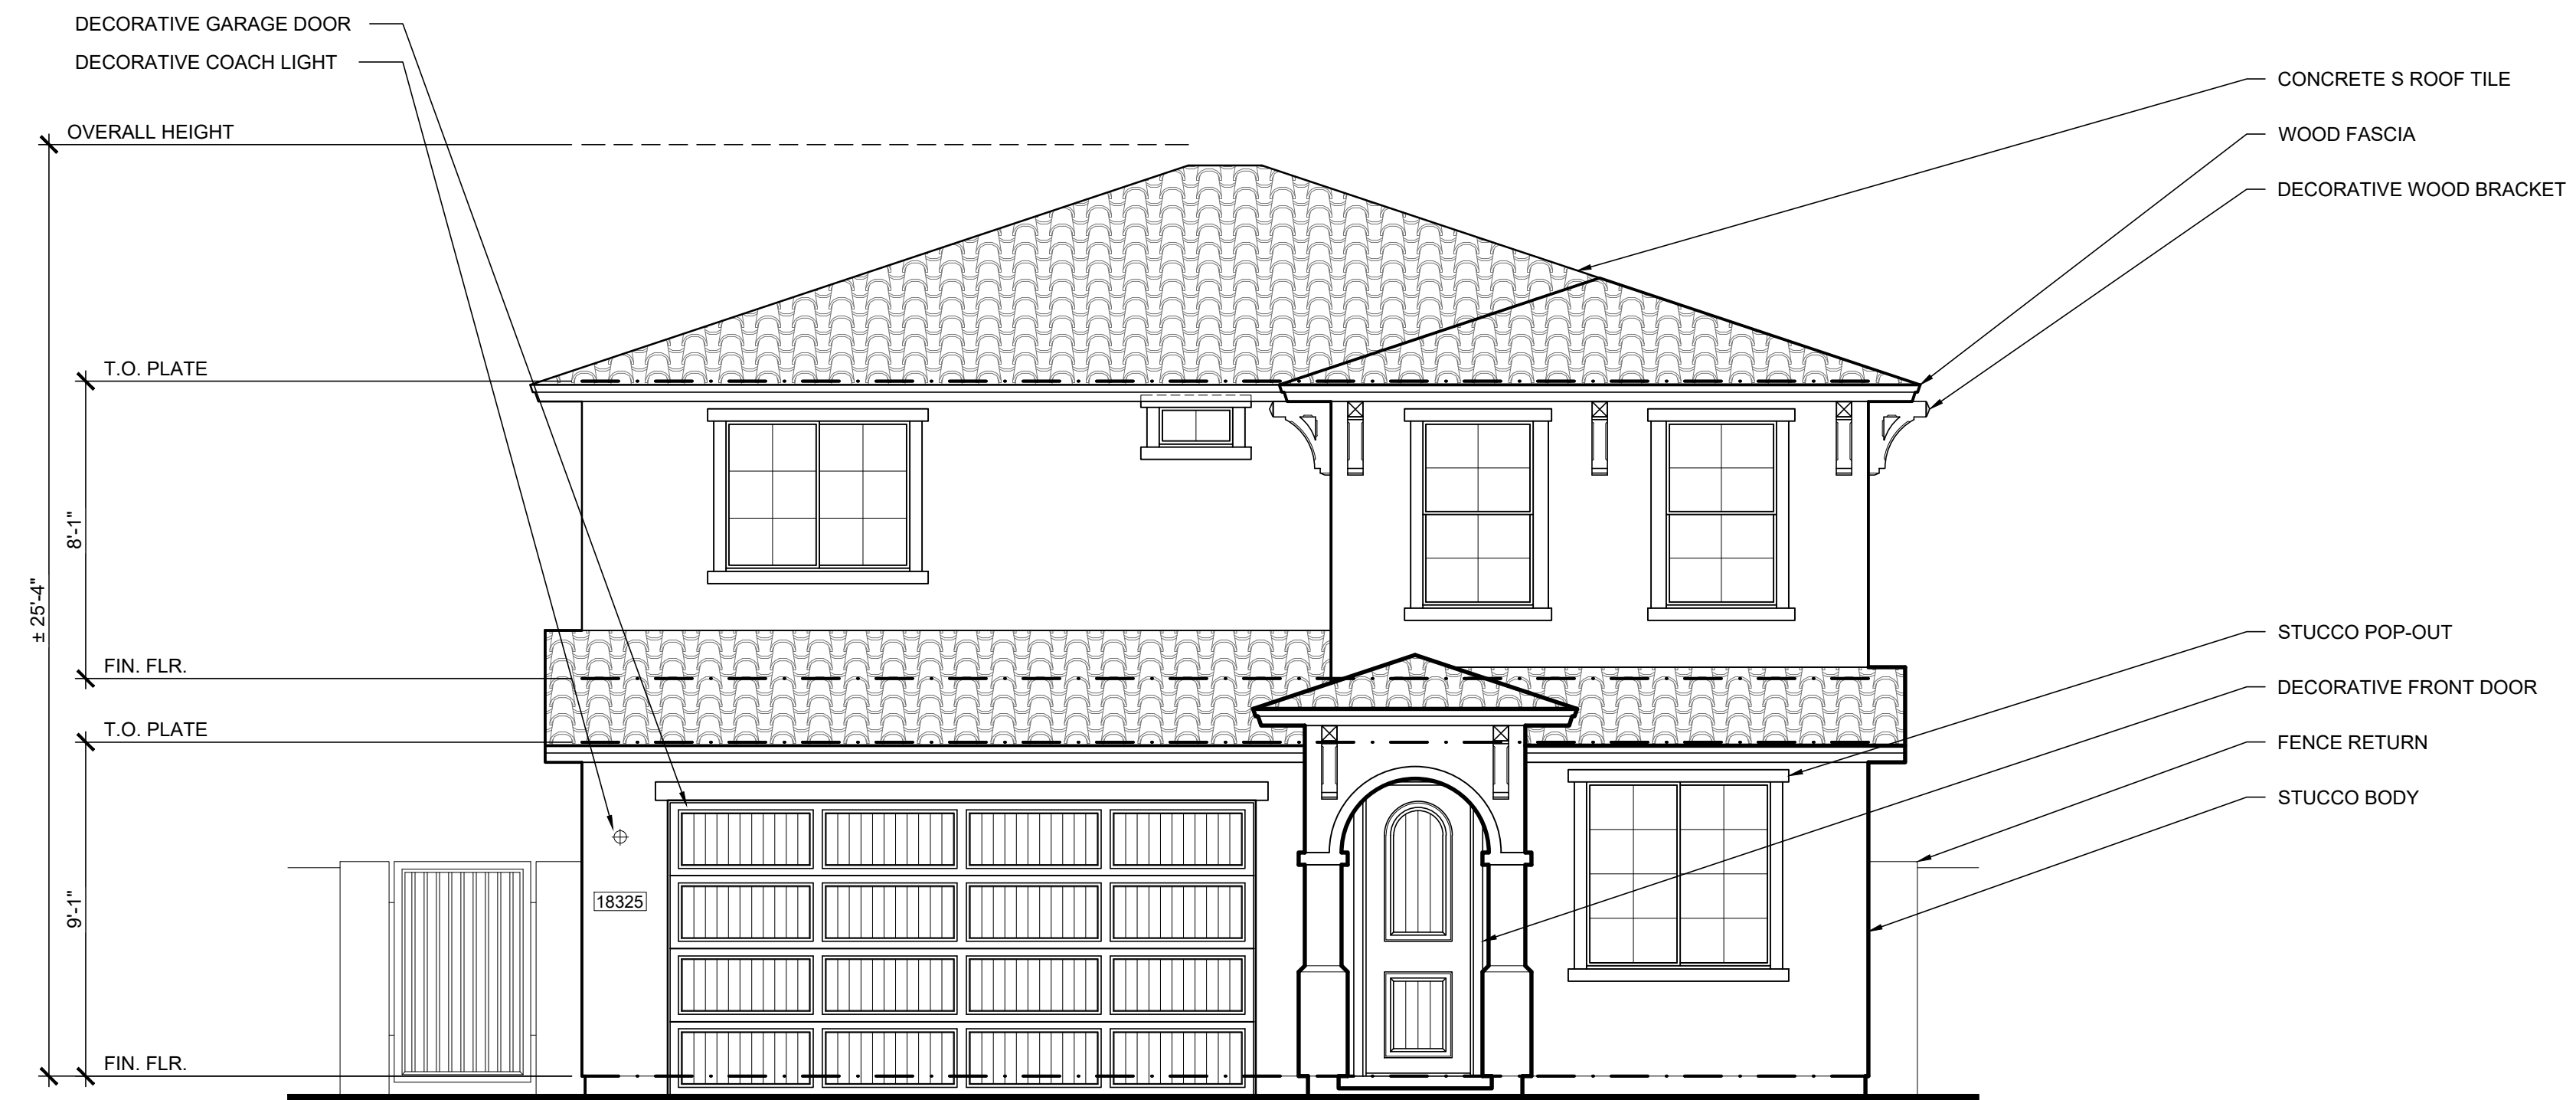 DECORATIVE GARAGE DOOR
DECORATIVE COACH LIGHT
OVERALL HEIGHT
T.O. PLATE
8'-1"
± 25'-4"
FIN. FLR.
T.O. PLATE
9'-1"
FIN. FLR.
18325
CONCRETE S ROOF TILE
WOOD FASCIA
DECORATIVE WOOD BRACKET
STUCCO POP-OUT
DECORATIVE FRONT DOOR
FENCE RETURN
STUCCO BODY